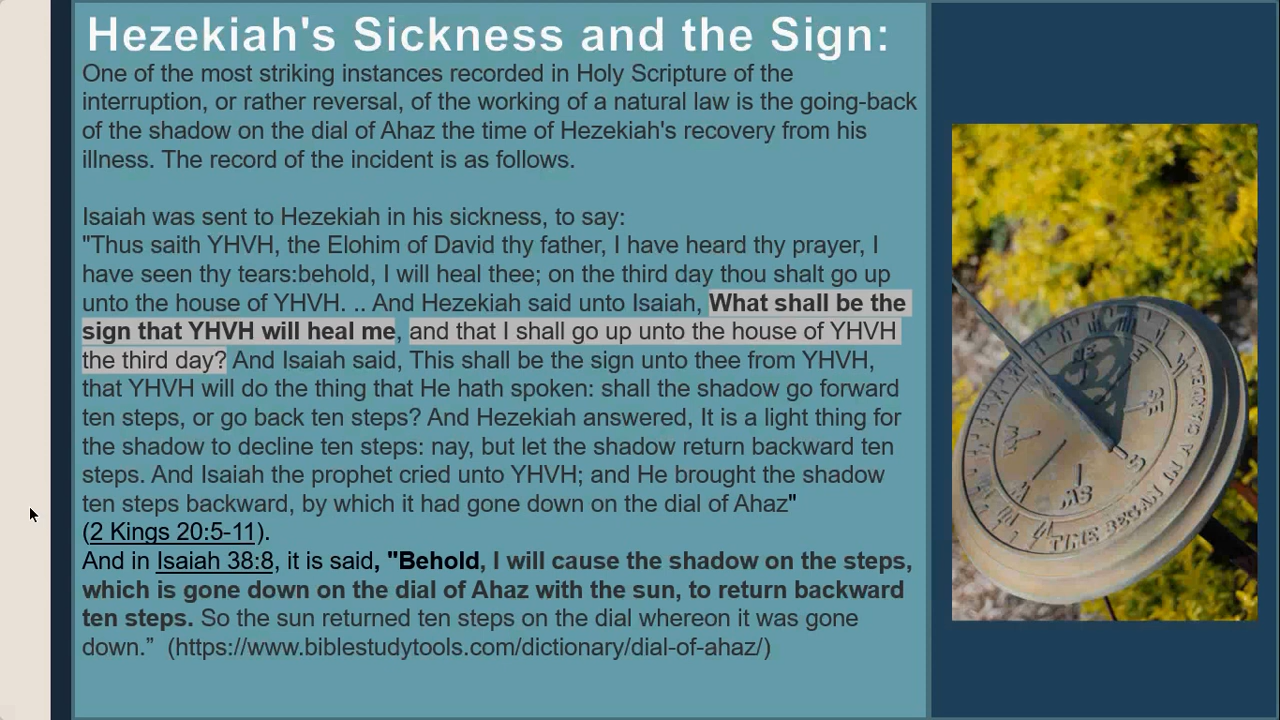 Hezekiah's Sickness and the Sign:
One of the most striking instances recorded in Holy Scripture of the
interruption, or rather reversal, of the working of a natural law is the going-back
of the shadow on the dial of Ahaz the time of Hezekiah's recovery from his
illness. The record of the incident is as follows.
Isaiah was sent to Hezekiah in his sickness, to say:
"Thus saith YHVH, the Elohim of David thy father, I have heard thy prayer, I
have seen thy tears:behold, I will heal thee; on the third day thou shalt go up
unto the house of YHVH. .. And Hezekiah said unto Isaiah, What shall be the
sign that YHVH will heal me, and that I shall go up unto the house of YHVH
the third day? And Isaiah said, This shall be the sign unto thee from YHVH,
that YHVH will do the thing that He hath spoken: shall the shadow go forward
ten steps, or go back ten steps? And Hezekiah answered, It is a light thing for
the shadow to decline ten steps: nay, but let the shadow return backward ten
steps. And Isaiah the prophet cried unto YHVH; and He brought the shadow
ten steps backward, by which it had gone down on the dial of Ahaz"
(2 Kings 20:5-11).
And in Isaiah 38:8, it is said, "Behold, I will cause the shadow on the steps,
which is gone down on the dial of Ahaz with the sun, to return backward
ten steps. So the sun returned ten steps on the dial whereon it was gone
down.” (https://www.biblestudytools.com/dictionary/dial-of-ahaz/)
TIME BEGAN IN A GARDEN